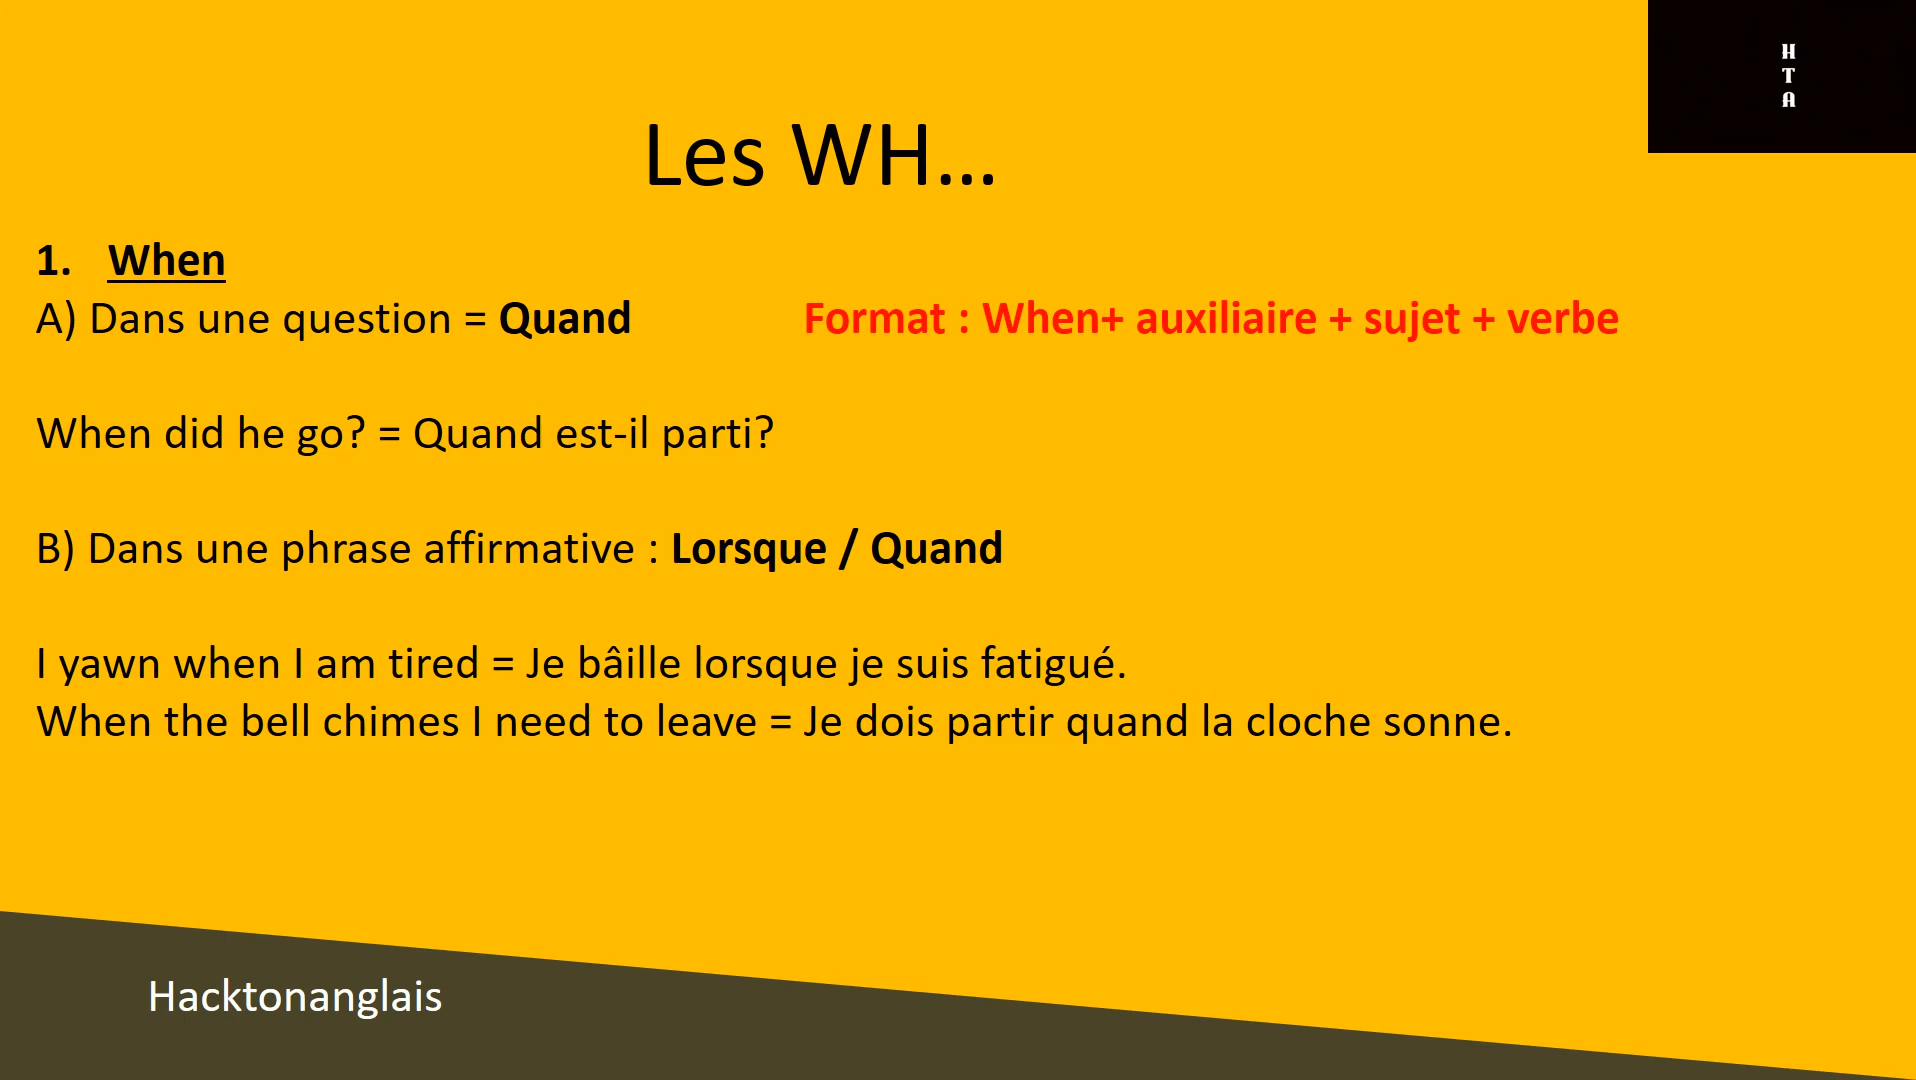 H
T
A
Les WH…
1. When
A) Dans une question = Quand Format : When+ auxiliaire + sujet + verbe
When did he go? = Quand est-il parti?
B) Dans une phrase affirmative : Lorsque / Quand
I yawn when I am tired = Je bâille lorsque je suis fatigué.
When the bell chimes I need to leave = Je dois partir quand la cloche sonne.
Hacktonanglais